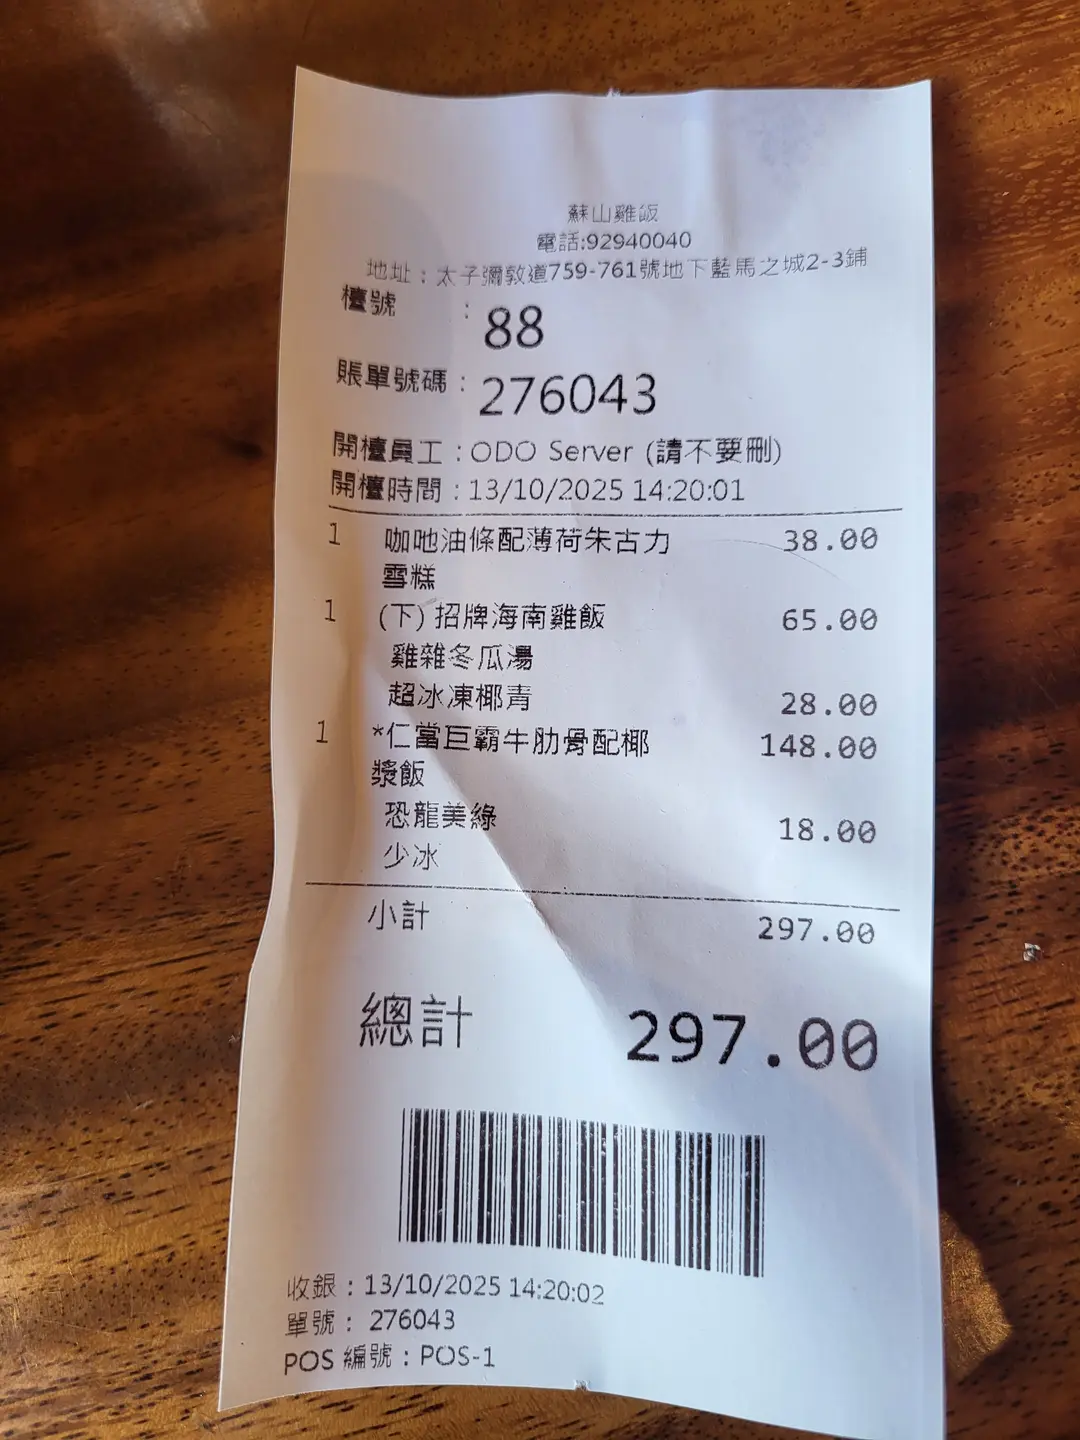 蘇山雞飯
電話:92940040
地址：太子彌敦道759-761號地下藍馬之城2-3鋪
檯號 : 88
賬單號碼 : 276043
開檯員工 : ODO Server (請不要刪)
開檯時間 : 13/10/2025 14:20:01
1 咖吔油條配薄荷朱古力 38.00
雪糕
1 (下) 招牌海南雞飯 65.00
雞雜冬瓜湯
超冰凍椰青 28.00
1 *仁當巨霸牛肋骨配椰 148.00
漿飯
恐龍美綠 18.00
少冰
小計 297.00
總計 297.00
收銀 : 13/10/2025 14:20:02
單號 : 276043
POS 編號 : POS-1